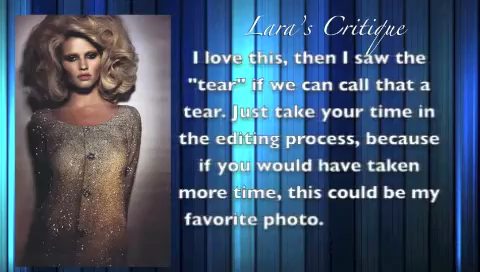 Lara's Critique
I love this, then I saw the
"tear" if we can call that a
tear. Just take your time in
the editing process, because
if you would have taken
more time, this could be my
favorite photo.